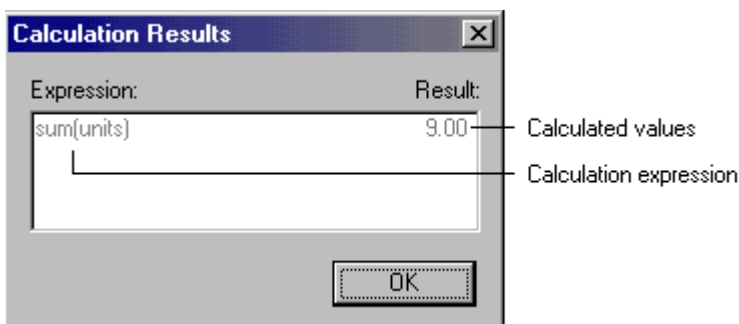 Calculation Results
Expression: Result:
sum(units) 9.00 Calculated values
Calculation expression
OK